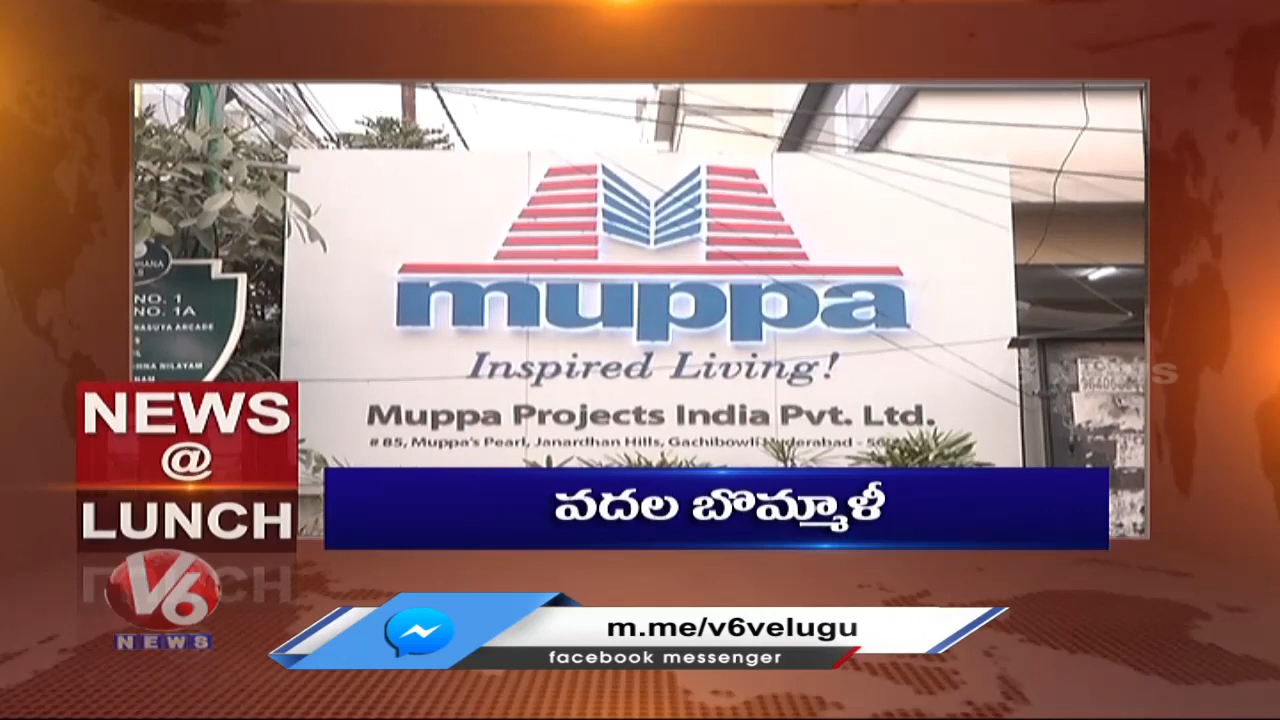 muppa
Inspired Living!
Muppa Projects India Pvt. Ltd.
# 85, Muppa's Pearl, Janardhan Hills, Gachibowli
NO. 1
NO. 1A
NEWS
@
LUNCH
వదల బొమ్మాళీ
V6
NEWS
m.me/v6velugu
facebook messenger